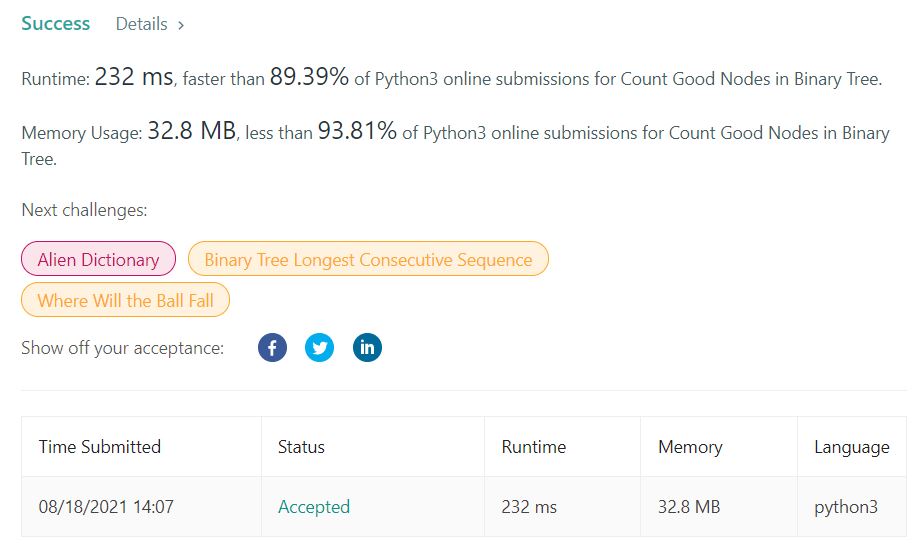 Success Details >
Runtime: 232 ms, faster than 89.39% of Python3 online submissions for Count Good Nodes in Binary Tree.
Memory Usage: 32.8 MB, less than 93.81% of Python3 online submissions for Count Good Nodes in Binary
Tree.
Next challenges:
Alien Dictionary Binary Tree Longest Consecutive Sequence
Where Will the Ball Fall
Show off your acceptance: f in
Time Submitted Status Runtime Memory Language
08/18/2021 14:07 Accepted 232 ms 32.8 MB python3